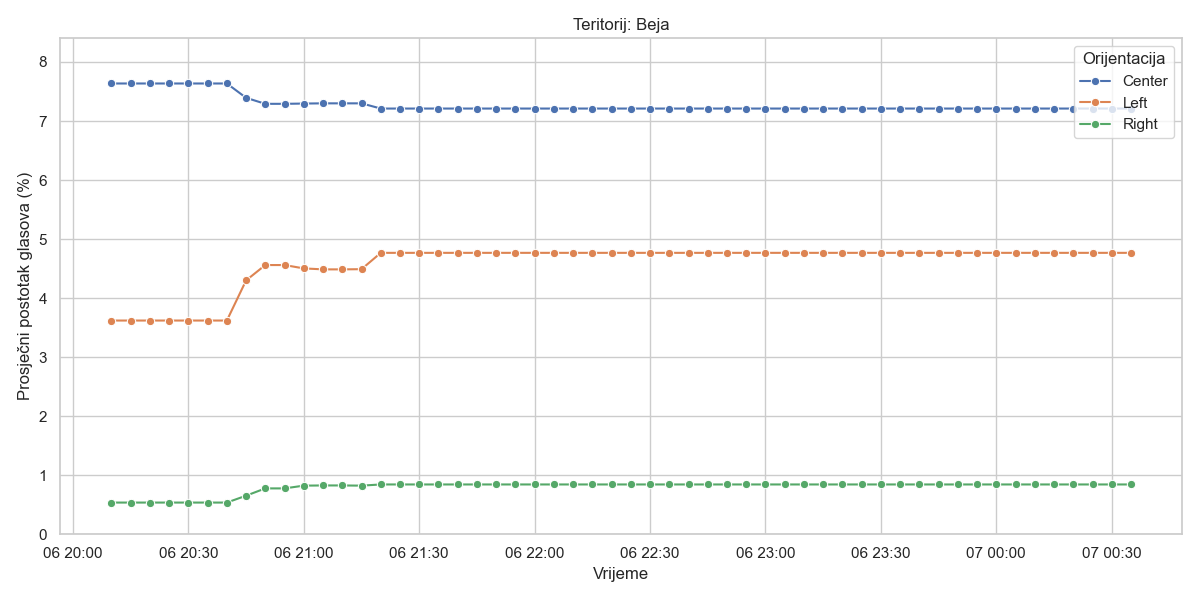 Teritorij: Beja
Prosječni postotak glasova (%)
8
7
6
5
4
3
2
1
0
Orijentacija
Center
Left
Right
06 20:00 06 20:30 06 21:00 06 21:30 06 22:00 06 22:30 06 23:00 06 23:30 07 00:00 07 00:30
Vrijeme